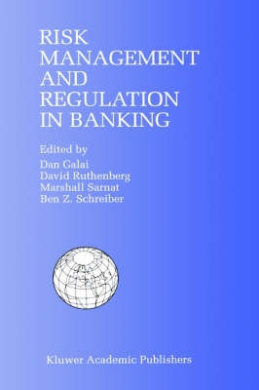 RISK
MANAGEMENT
AND
REGULATION
IN BANKING
Edited by
Dan Galai
David Ruthenberg
Marshall Sarnat
Ben Z. Schreiber
Kluwer Academic Publishers